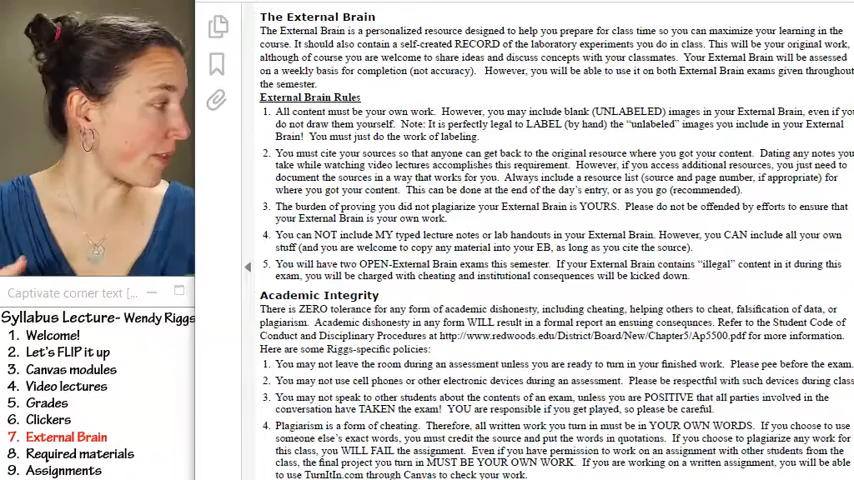 The External Brain
The External Brain is a personalized resource designed to help you prepare for class time so you can maximize your learning in the
course. It should also contain a self-created RECORD of the laboratory experiments you do in class. This will be your original work,
although of course you are welcome to share ideas and discuss concepts with your classmates. Your External Brain will be assessed
on a weekly basis for completion (not accuracy). However, you will be able to use it on both External Brain exams given throughout
the semester.
External Brain Rules
1. All content must be your own work. However, you may include blank (UNLABELED) images in your External Brain, even if you
do not draw them yourself. Note: It is perfectly legal to LABEL (by hand) the "unlabeled" images you include in your External
Brain! You must just do the work of labeling.
2. You must cite your sources so that anyone can get back to the original resource where you got your content. Dating any notes you
take while watching video lectures accomplishes this requirement. However, if you access additional resources, you just need to
document the sources in a way that works for you. Always include a resource list (source and page number, if appropriate) for
where you got your content. This can be done at the end of the day's entry, or as you go (recommended).
3. The burden of proving you did not plagiarize your External Brain is YOURS. Please do not be offended by efforts to ensure that
your External Brain is your own work.
4. You can NOT include MY typed lecture notes or lab handouts in your External Brain. However, you CAN include all your own
stuff (and you are welcome to copy any material into your EB, as long as you cite the source).
5. You will have two OPEN-External Brain exams this semester. If your External Brain contains "illegal" content in it during this
exam, you will be charged with cheating and institutional consequences will be kicked down.
Academic Integrity
There is ZERO tolerance for any form of academic dishonesty, including cheating, helping others to cheat, falsification of data, or
plagiarism. Academic dishonesty in any form WILL result in a formal report an ensuing consequnces. Refer to the Student Code of
Conduct and Disciplinary Procedures at http://www.redwoods.edu/District/Board/New/Chapter5/Ap5500.pdf for more information.
Here are some Riggs-specific policies:
1. You may not leave the room during an assessment unless you are ready to turn in your finished work. Please pee before the exam.
2. You may not use cell phones or other electronic devices during an assessment. Please be respectful with such devices during class
3. You may not speak to other students about the contents of an exam, unless you are POSITIVE that all parties involved in the
conversation have TAKEN the exam! YOU are responsible if you get played, so please be careful.
4. Plagiarism is a form of cheating. Therefore, all written work you turn in must be in YOUR OWN WORDS. If you choose to use
someone else's exact words, you must credit the source and put the words in quotations. If you choose to plagiarize any work for
this class, you WILL FAIL the assignment. Even if you have permission to work on an assignment with other students from the
class, the final project you turn in MUST BE YOUR OWN WORK. If you are working on a written assignment, you will be able
to use TurnItIn.com through Canvas to check your work.
Captivate corner text [...
Syllabus Lecture- Wendy Riggs
1. Welcome!
2. Let's FLIP it up
3. Canvas modules
4. Video lectures
5. Grades
6. Clickers
7. External Brain
8. Required materials
9. Assignments